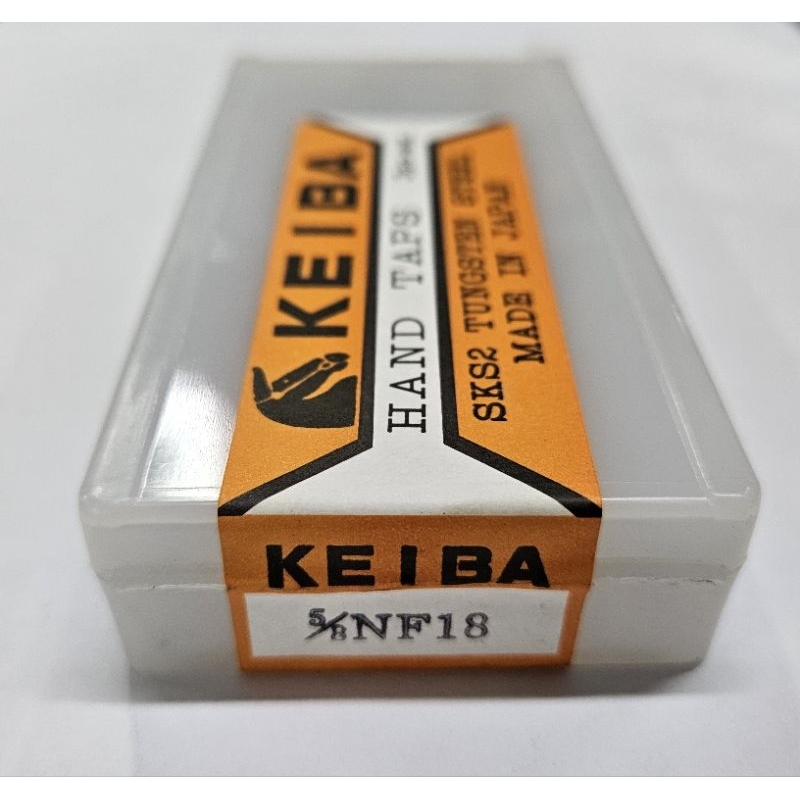 KEIBA
HAND TAPS
SKS2 TUNGSTEN STEEL
MADE IN JAPAN
KEIBA
5/8NF18